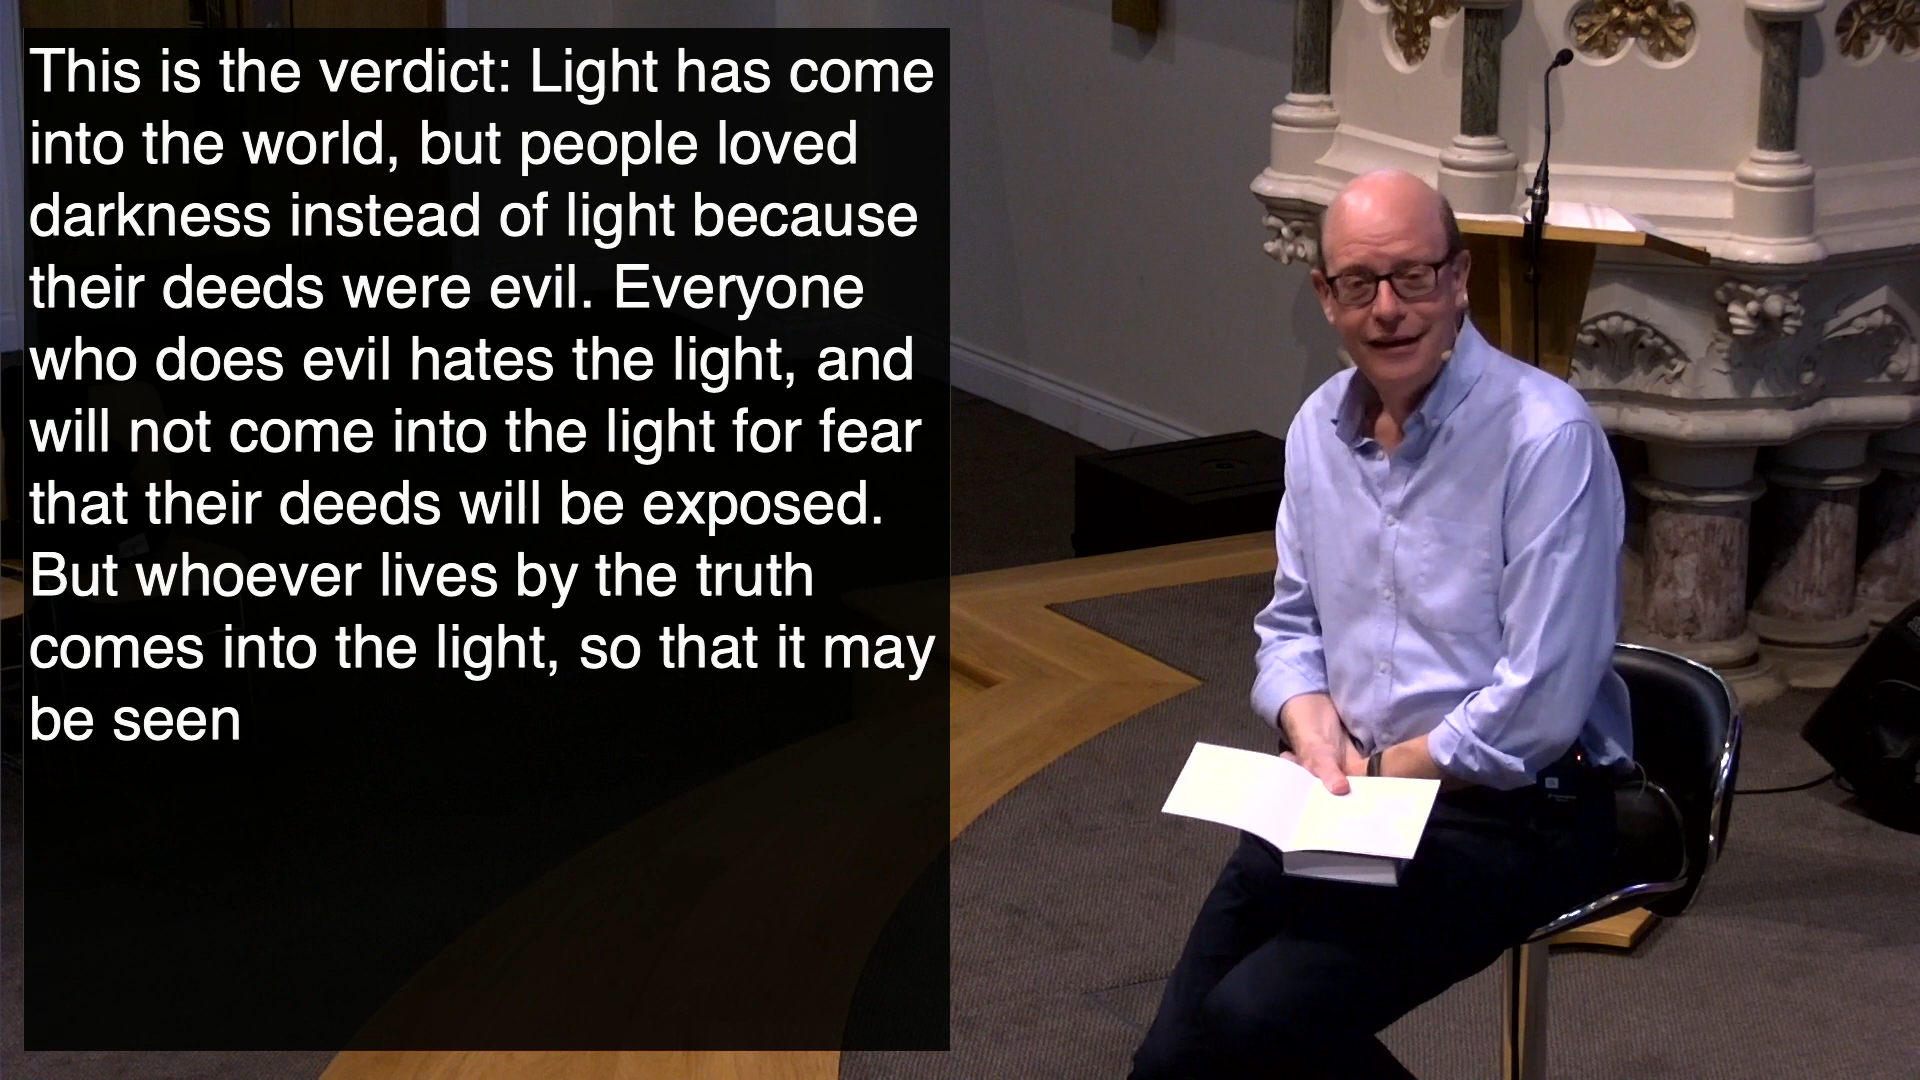 This is the verdict: Light has come
into the world, but people loved
darkness instead of light because
their deeds were evil. Everyone
who does evil hates the light, and
will not come into the light for fear
that their deeds will be exposed.
But whoever lives by the truth
comes into the light, so that it may
be seen